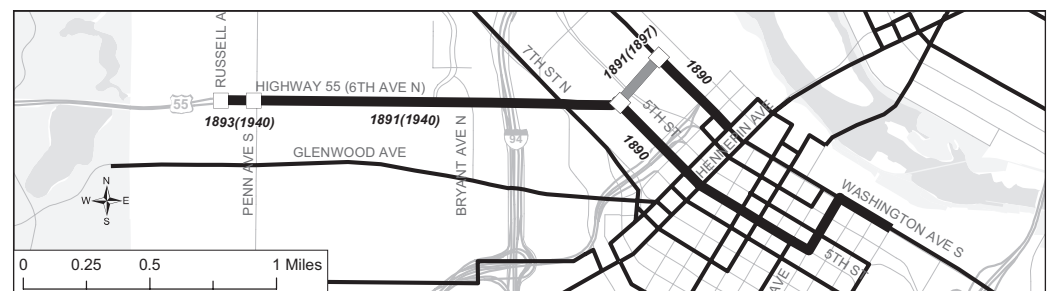 RUSSELL A
7TH ST N
1891(1897)
1890
HIGHWAY 55 (6TH AVE N)
55
1893(1940)
1891(1940)
5TH ST
HENNEPIN AVE
94
1890
GLENWOOD AVE
PENN AVE S
BRYANT AVE N
N
W E
S
WASHINGTON AVE S
5TH ST
AVE
0 0.25 0.5 1 Miles